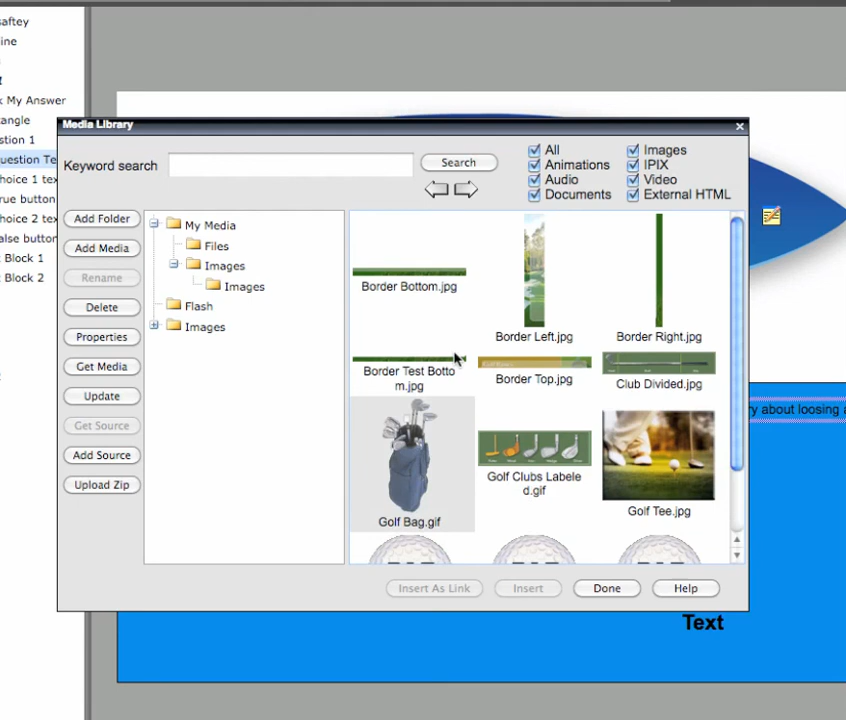 saftey
ine
k My Answer
tangle
stion 1
uestion Te
hoice 1 tex
rue button
hoice 2 tex
alse button
t Block 1
t Block 2
Media Library
Keyword search
Search
All
Animations
Audio
Documents
Images
IPIX
Video
External HTML
Add Folder
Add Media
Rename
Delete
Properties
Get Media
Update
Get Source
Add Source
Upload Zip
My Media
Files
Images
Images
Flash
Images
Border Bottom.jpg
Border Left.jpg
Border Right.jpg
Border Test Botto
m.jpg
Border Top.jpg
Club Divided.jpg
Golf Bag.gif
Golf Clubs Labele
d.gif
Golf Tee.jpg
Insert As Link
Insert
Done
Help
ry about loosing a
Text